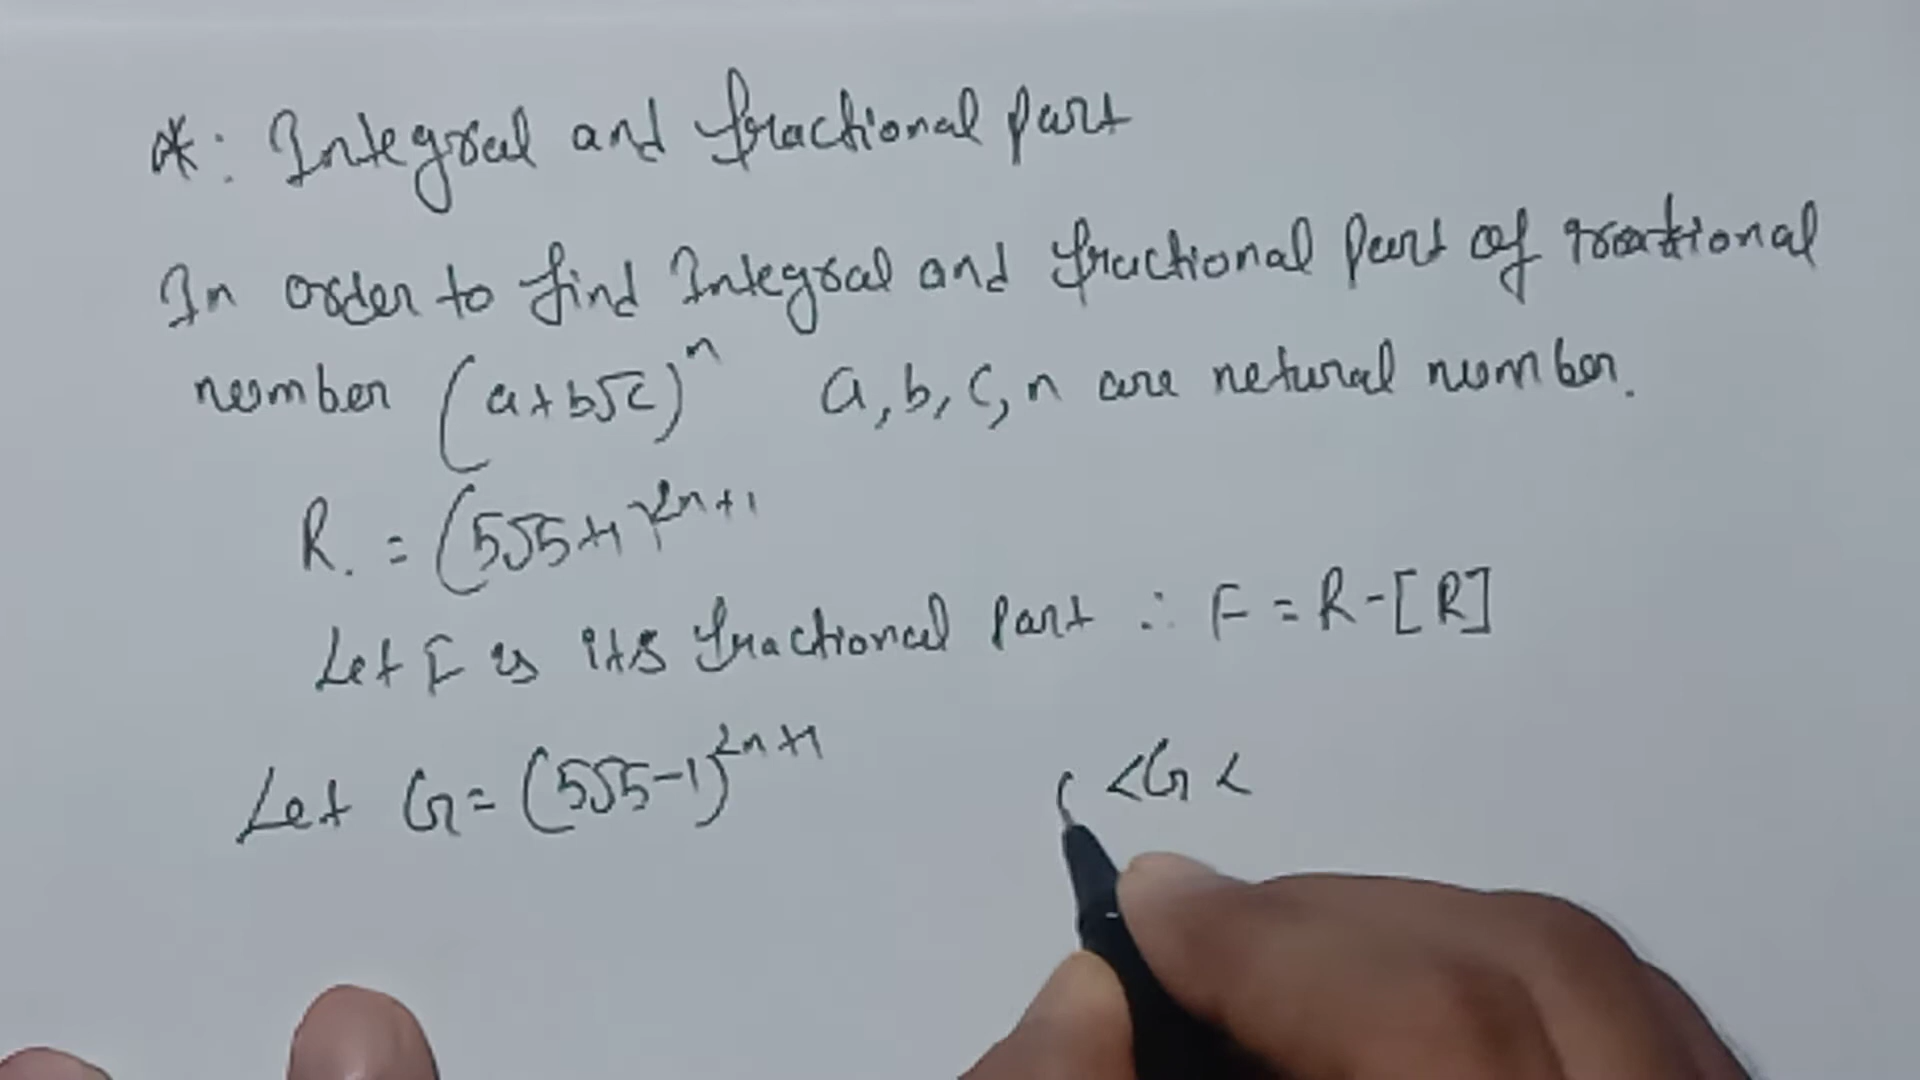 *: Integral and fractional part
In order to find Integral and fractional part of irrational
number (a+b√c)^n a, b, c, n are netural number.
R. = (5√5+1)^2n+1
Let F is its fractional part ∴ F = R-[R]
Let G = (5√5-1)^2n+1 <G<